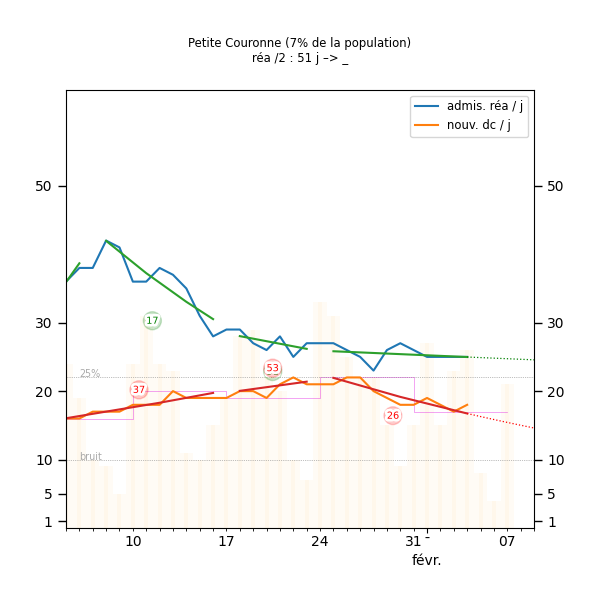 Petite Couronne (7% de la population)
réa /2 : 51 j –> _
admis. réa / j
nouv. dc / j
50 50
30 30
17
53
25%
37
20 20
26
bruit
10 10
5 5
1 1
10 17 24 31 - 07
févr.